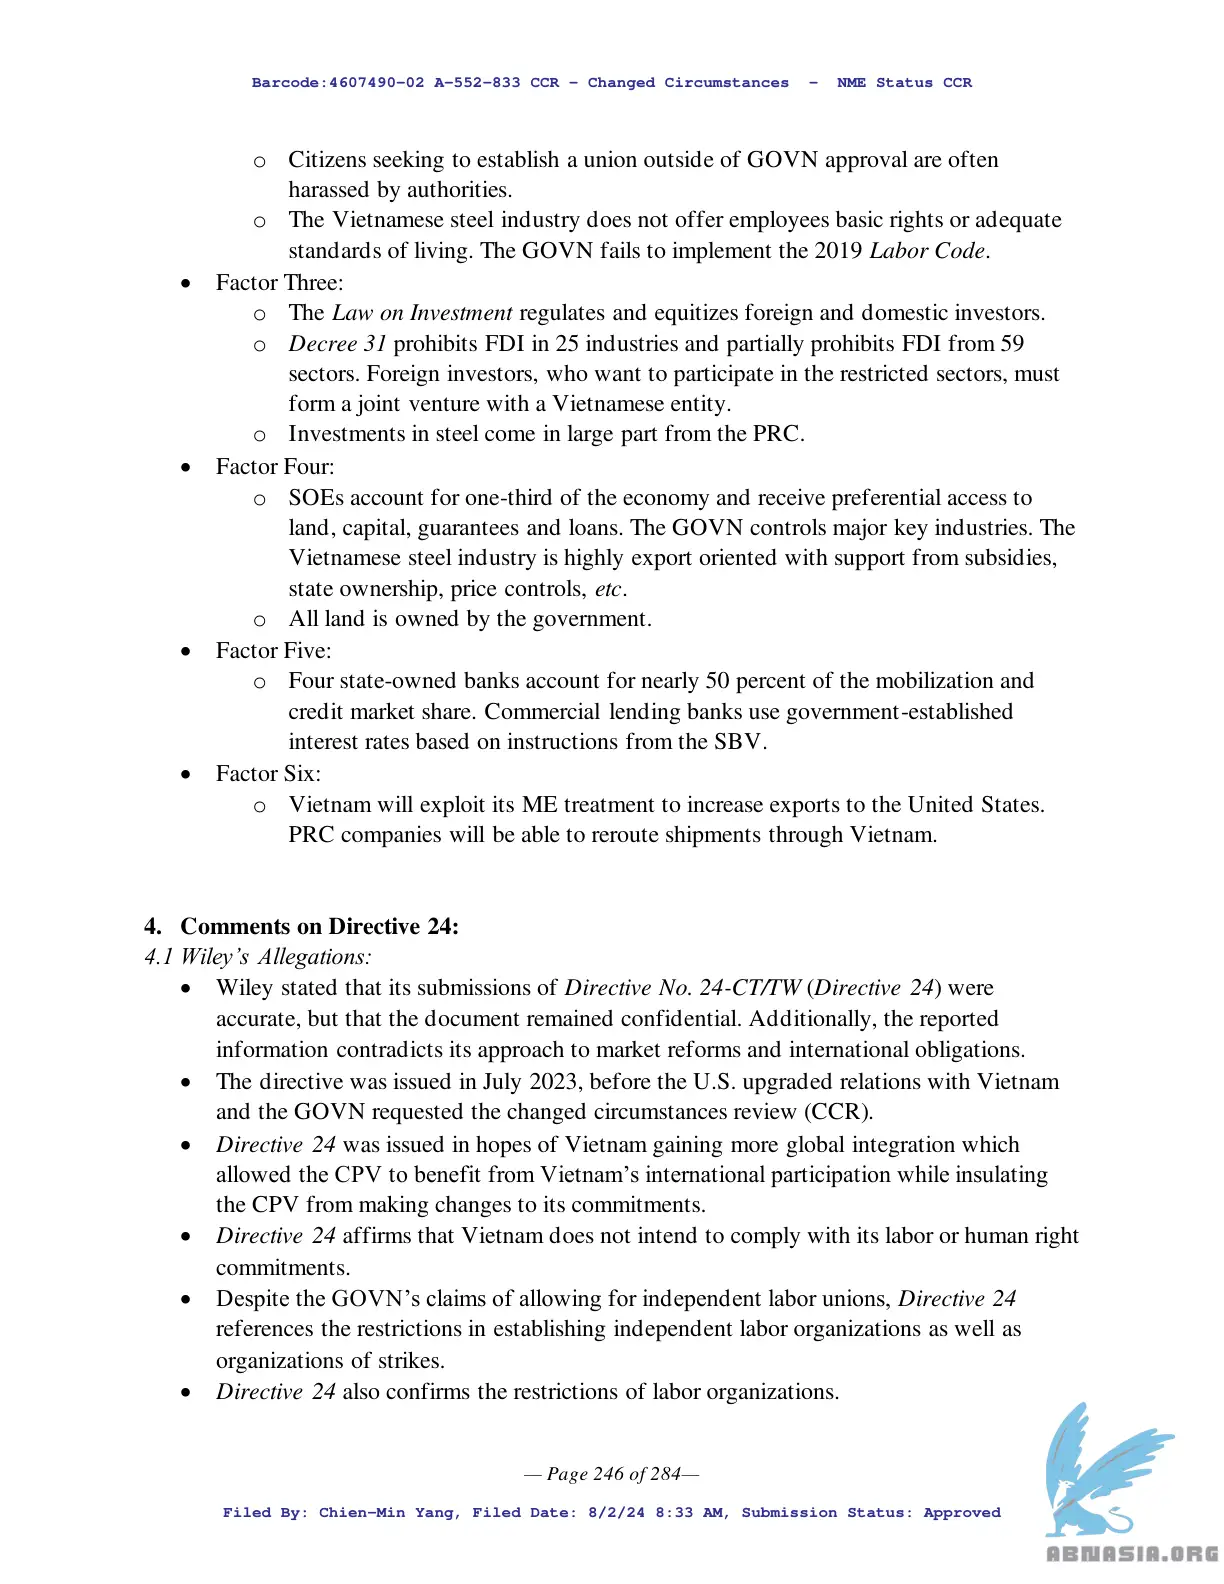 Barcode:4607490-02 A-552-833 CCR - Changed Circumstances - NME Status CCR
o Citizens seeking to establish a union outside of GOVN approval are often
harassed by authorities.
o The Vietnamese steel industry does not offer employees basic rights or adequate
standards of living. The GOVN fails to implement the 2019 Labor Code.
• Factor Three:
o The Law on Investment regulates and equitizes foreign and domestic investors.
o Decree 31 prohibits FDI in 25 industries and partially prohibits FDI from 59
sectors. Foreign investors, who want to participate in the restricted sectors, must
form a joint venture with a Vietnamese entity.
o Investments in steel come in large part from the PRC.
• Factor Four:
o SOEs account for one-third of the economy and receive preferential access to
land, capital, guarantees and loans. The GOVN controls major key industries. The
Vietnamese steel industry is highly export oriented with support from subsidies,
state ownership, price controls, etc.
o All land is owned by the government.
• Factor Five:
o Four state-owned banks account for nearly 50 percent of the mobilization and
credit market share. Commercial lending banks use government-established
interest rates based on instructions from the SBV.
• Factor Six:
o Vietnam will exploit its ME treatment to increase exports to the United States.
PRC companies will be able to reroute shipments through Vietnam.
4. Comments on Directive 24:
4.1 Wiley's Allegations:
• Wiley stated that its submissions of Directive No. 24-CT/TW (Directive 24) were
accurate, but that the document remained confidential. Additionally, the reported
information contradicts its approach to market reforms and international obligations.
• The directive was issued in July 2023, before the U.S. upgraded relations with Vietnam
and the GOVN requested the changed circumstances review (CCR).
• Directive 24 was issued in hopes of Vietnam gaining more global integration which
allowed the CPV to benefit from Vietnam's international participation while insulating
the CPV from making changes to its commitments.
• Directive 24 affirms that Vietnam does not intend to comply with its labor or human right
commitments.
• Despite the GOVN's claims of allowing for independent labor unions, Directive 24
references the restrictions in establishing independent labor organizations as well as
organizations of strikes.
• Directive 24 also confirms the restrictions of labor organizations.
— Page 246 of 284—
Filed By: Chien-Min Yang, Filed Date: 8/2/24 8:33 AM, Submission Status: Approved
ABNASIA.ORG